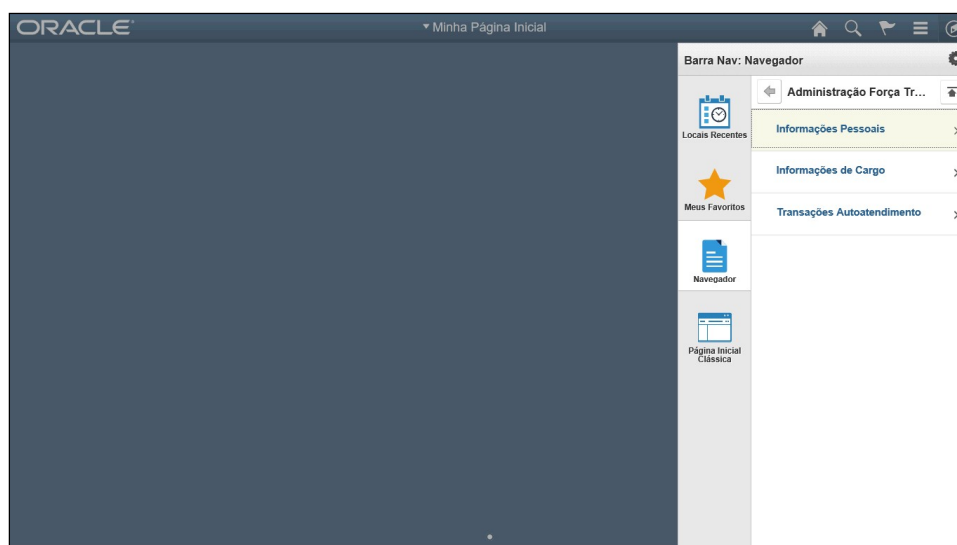 ORACLE
Minha Página Inicial
Barra Nav: Navegador
Administração Força Tr...
Locais Recentes
Informações Pessoais
Informações de Cargo
Meus Favoritos
Transações Autoatendimento
Navegador
Página Inicial
Clássica